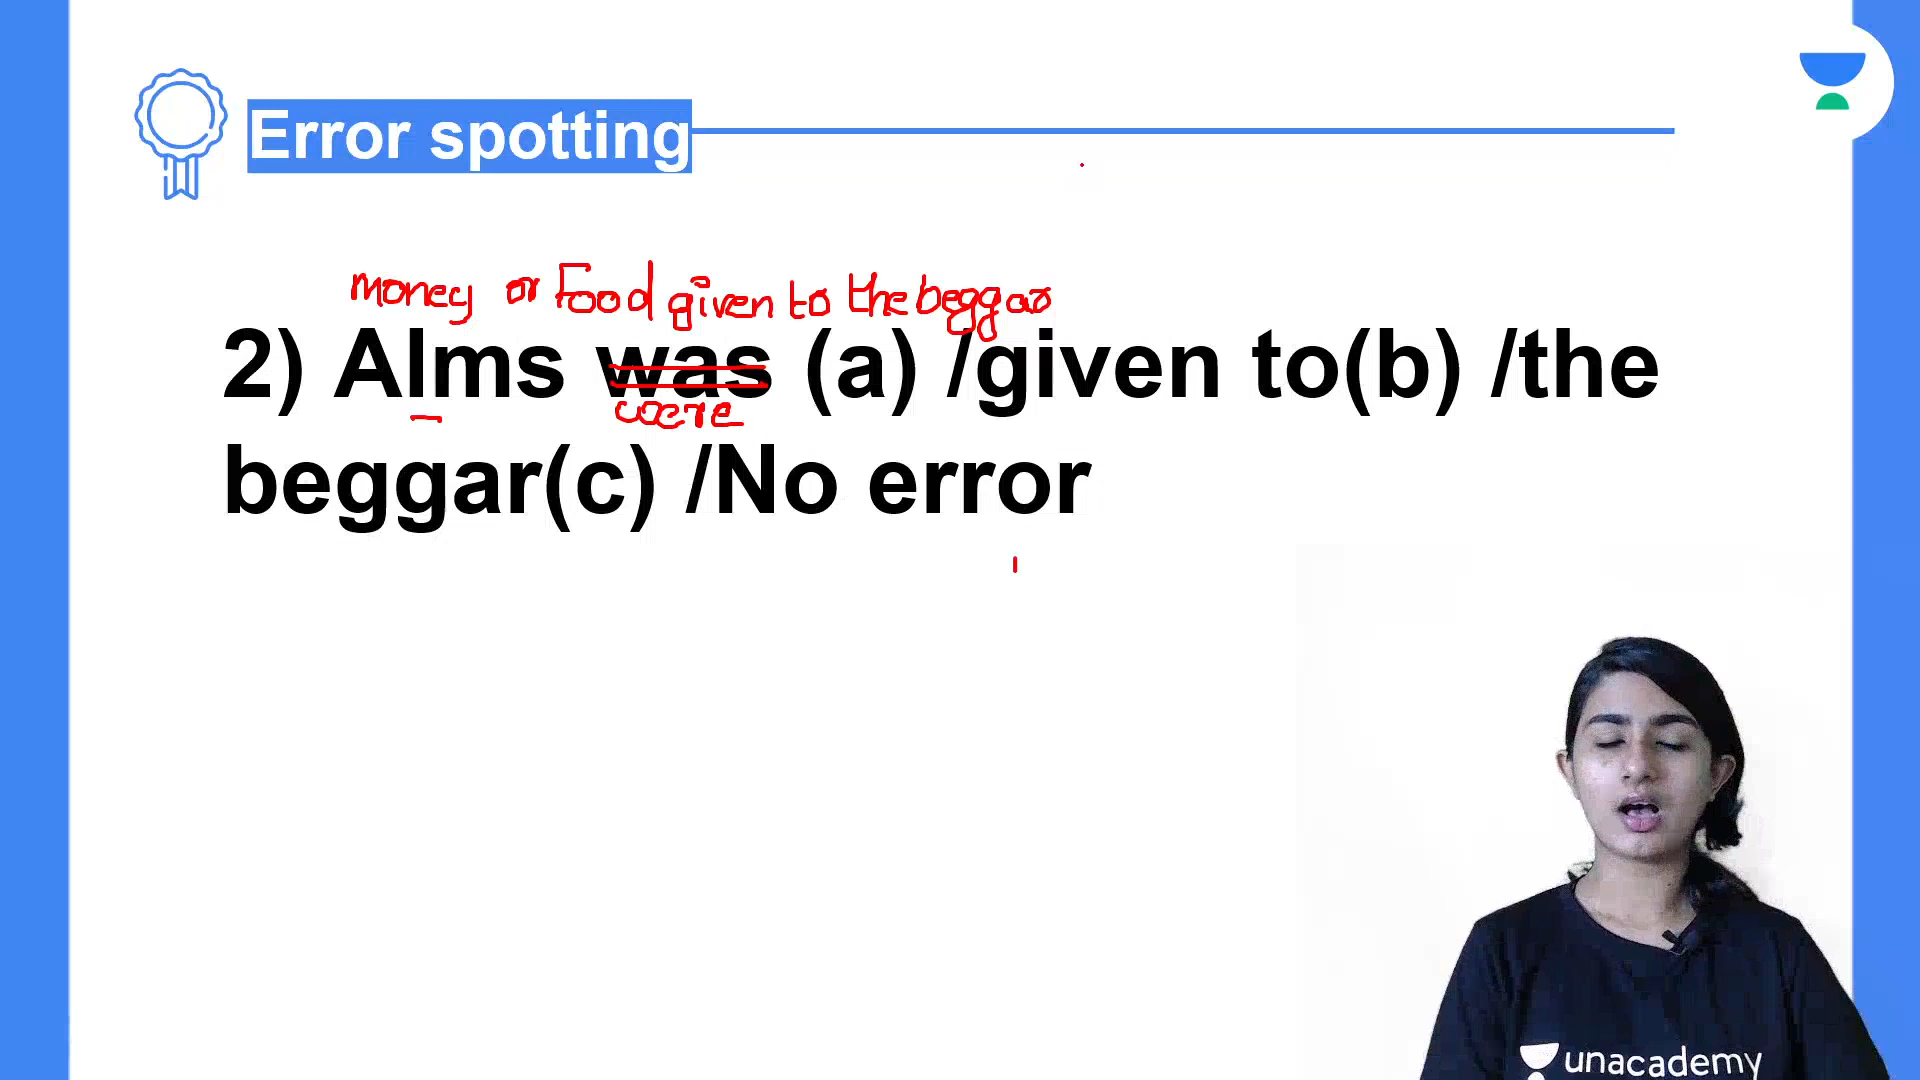 Error spotting
money or Food given to the beggar
2) Alms was (a) /given to(b) /the
were
beggar(c) /No error
unacademy